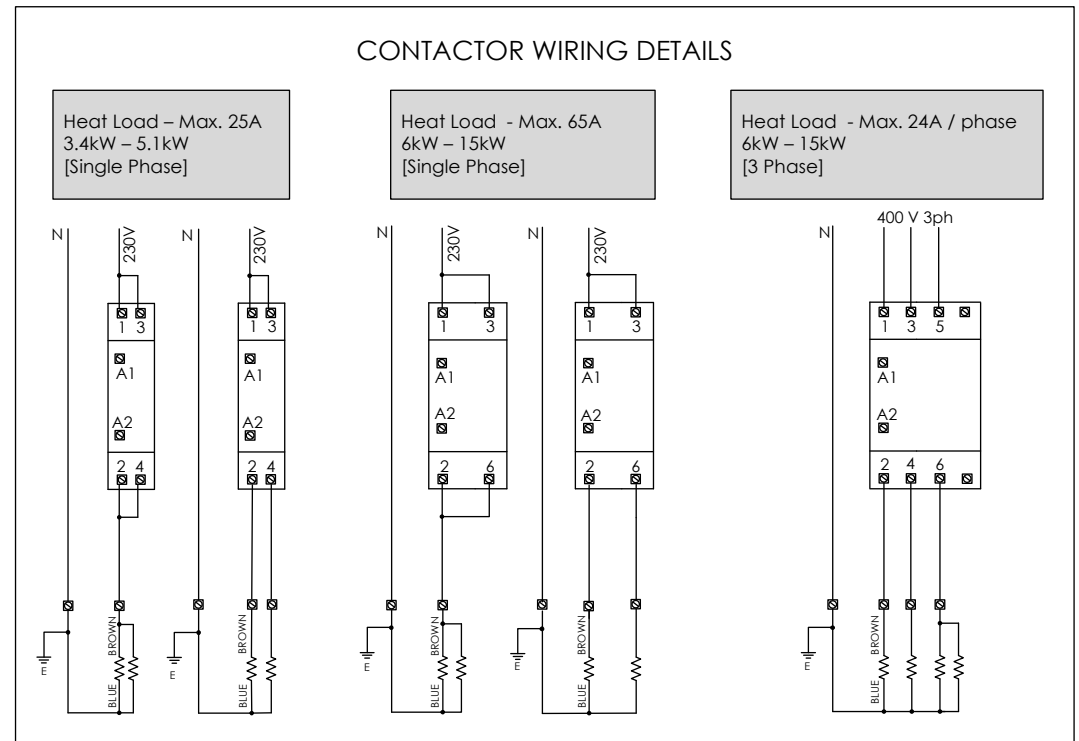 CONTACTOR WIRING DETAILS
Heat Load – Max. 25A
3.4kW – 5.1kW
[Single Phase]
Heat Load - Max. 65A
6kW – 15kW
[Single Phase]
Heat Load - Max. 24A / phase
6kW – 15kW
[3 Phase]
N
230V
1 3
A1
A2
2 4
E
BROWN
BLUE
N
230V
1 3
A1
A2
2 4
E
BROWN
BLUE
N
230V
1 3
A1
A2
2 6
E
BROWN
BLUE
N
230V
1 3
A1
A2
2 6
E
BROWN
BLUE
400 V 3ph
N
1 3 5
A1
A2
2 4 6
E
BROWN
BLUE